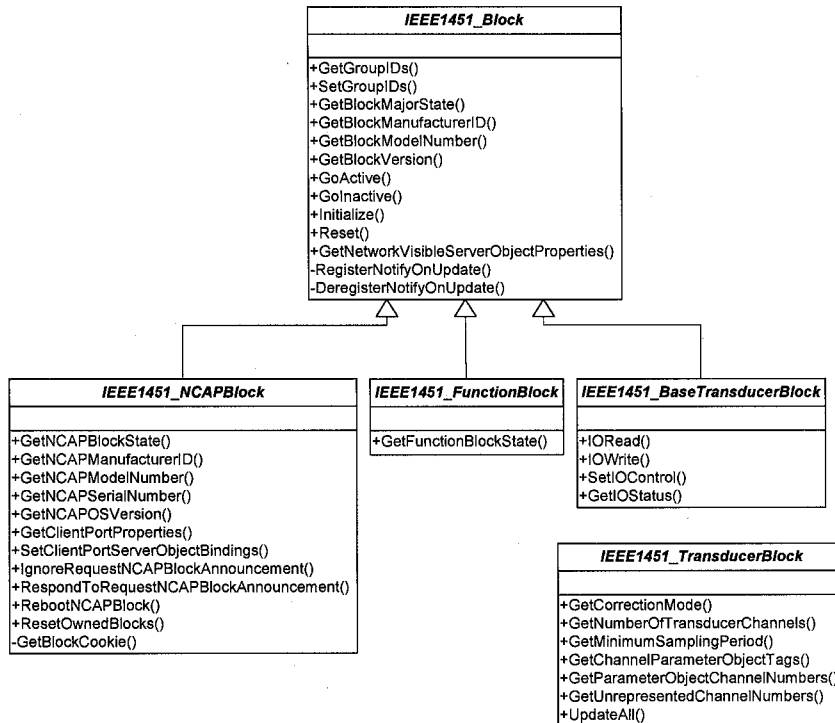 IEEE1451_Block
+GetGroupIDs()
+SetGroupIDs()
+GetBlockMajorState()
+GetBlockManufacturerID()
+GetBlockModelNumber()
+GetBlockVersion()
+GoActive()
+GoInactive()
+Initialize()
+Reset()
+GetNetworkVisibleServerObjectProperties()
-RegisterNotifyOnUpdate()
-DeregisterNotifyOnUpdate()
IEEE1451_NCAPBlock
+GetNCAPBlockState()
+GetNCAPManufacturerID()
+GetNCAPModelNumber()
+GetNCAPSerialNumber()
+GetNCAPOSVersion()
+GetClientPortProperties()
+SetClientPortServerObjectBindings()
+IgnoreRequestNCAPBlockAnnouncement()
+RespondToRequestNCAPBlockAnnouncement()
+RebootNCAPBlock()
+ResetOwnedBlocks()
-GetBlockCookie()
IEEE1451_FunctionBlock
+GetFunctionBlockState()
IEEE1451_BaseTransducerBlock
+IORead()
+IOWrite()
+SetIOControl()
+GetIOStatus()
IEEE1451_TransducerBlock
+GetCorrectionMode()
+GetNumberOfTransducerChannels()
+GetMinimumSamplingPeriod()
+GetChannelParameterObjectTags()
+GetParameterObjectChannelNumbers()
+GetUnrepresentedChannelNumbers()
+UpdateAll()